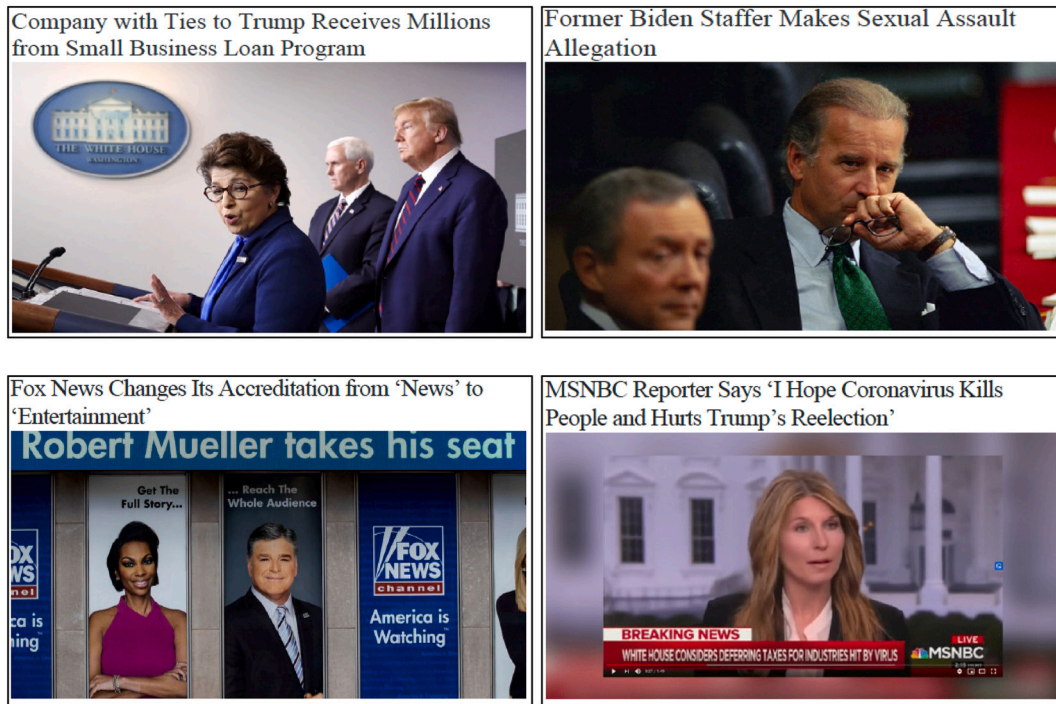 Company with Ties to Trump Receives Millions
from Small Business Loan Program
THE WHITE HOUSE
WASHINGTON
Former Biden Staffer Makes Sexual Assault
Allegation
Fox News Changes Its Accreditation from ‘News’ to
‘Entertainment’
Robert Mueller takes his seat
Get The
Full Story...
... Reach The
Whole Audience
FOX
NEWS
channel
America is
Watching
MSNBC Reporter Says ‘I Hope Coronavirus Kills
People and Hurts Trump’s Reelection’
BREAKING NEWS
WHITE HOUSE CONSIDERS DEFERRING TAXES FOR INDUSTRIES HIT BY VIRUS
LIVE
MSNBC